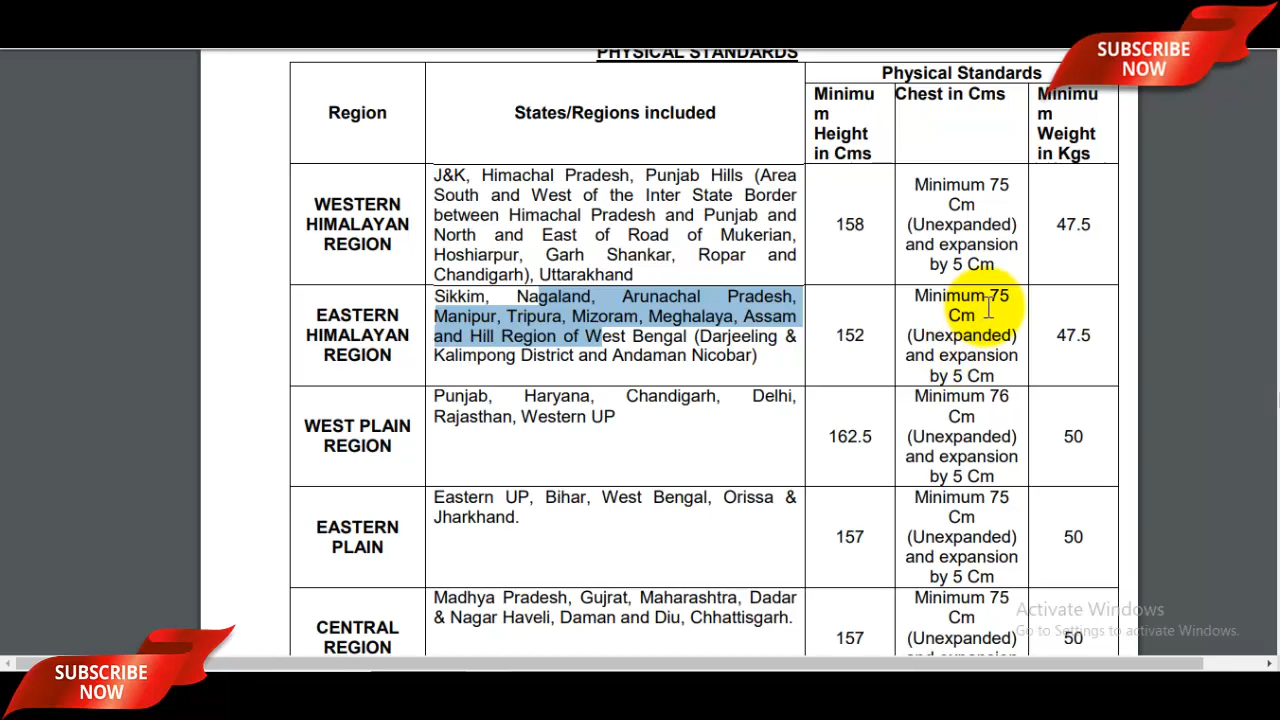 SUBSCRIBE
NOW
PHYSICAL STANDARDS
Region
States/Regions included
Physical Standards
Minimu
m
Height
in Cms
Chest in Cms
Minimu
m
Weight
in Kgs
WESTERN
HIMALAYAN
REGION
J&K, Himachal Pradesh, Punjab Hills (Area
South and West of the Inter State Border
between Himachal Pradesh and Punjab and
North and East of Road of Mukerian,
Hoshiarpur, Garh Shankar, Ropar and
Chandigarh), Uttarakhand
158
Minimum 75
Cm
(Unexpanded)
and expansion
by 5 Cm
47.5
EASTERN
HIMALAYAN
REGION
Sikkim, Nagaland, Arunachal Pradesh,
Manipur, Tripura, Mizoram, Meghalaya, Assam
and Hill Region of West Bengal (Darjeeling &
Kalimpong District and Andaman Nicobar)
152
Minimum 75
Cm
(Unexpanded)
and expansion
by 5 Cm
47.5
WEST PLAIN
REGION
Punjab, Haryana, Chandigarh, Delhi,
Rajasthan, Western UP
162.5
Minimum 76
Cm
(Unexpanded)
and expansion
by 5 Cm
50
EASTERN
PLAIN
Eastern UP, Bihar, West Bengal, Orissa &
Jharkhand.
157
Minimum 75
Cm
(Unexpanded)
and expansion
by 5 Cm
50
CENTRAL
REGION
Madhya Pradesh, Gujrat, Maharashtra, Dadar
& Nagar Haveli, Daman and Diu, Chhattisgarh.
157
Minimum 75
Cm
(Unexpanded)
50
Activate Windows
Go to Settings to activate Windows.
SUBSCRIBE
NOW